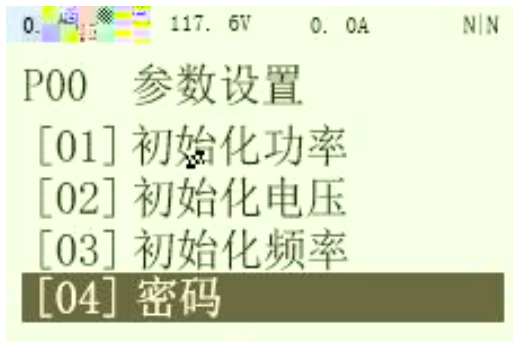 0. 117. 6V 0. 0A N|N
P00 参数设置
[01] 初始化功率
[02] 初始化电压
[03] 初始化频率
[04] 密码